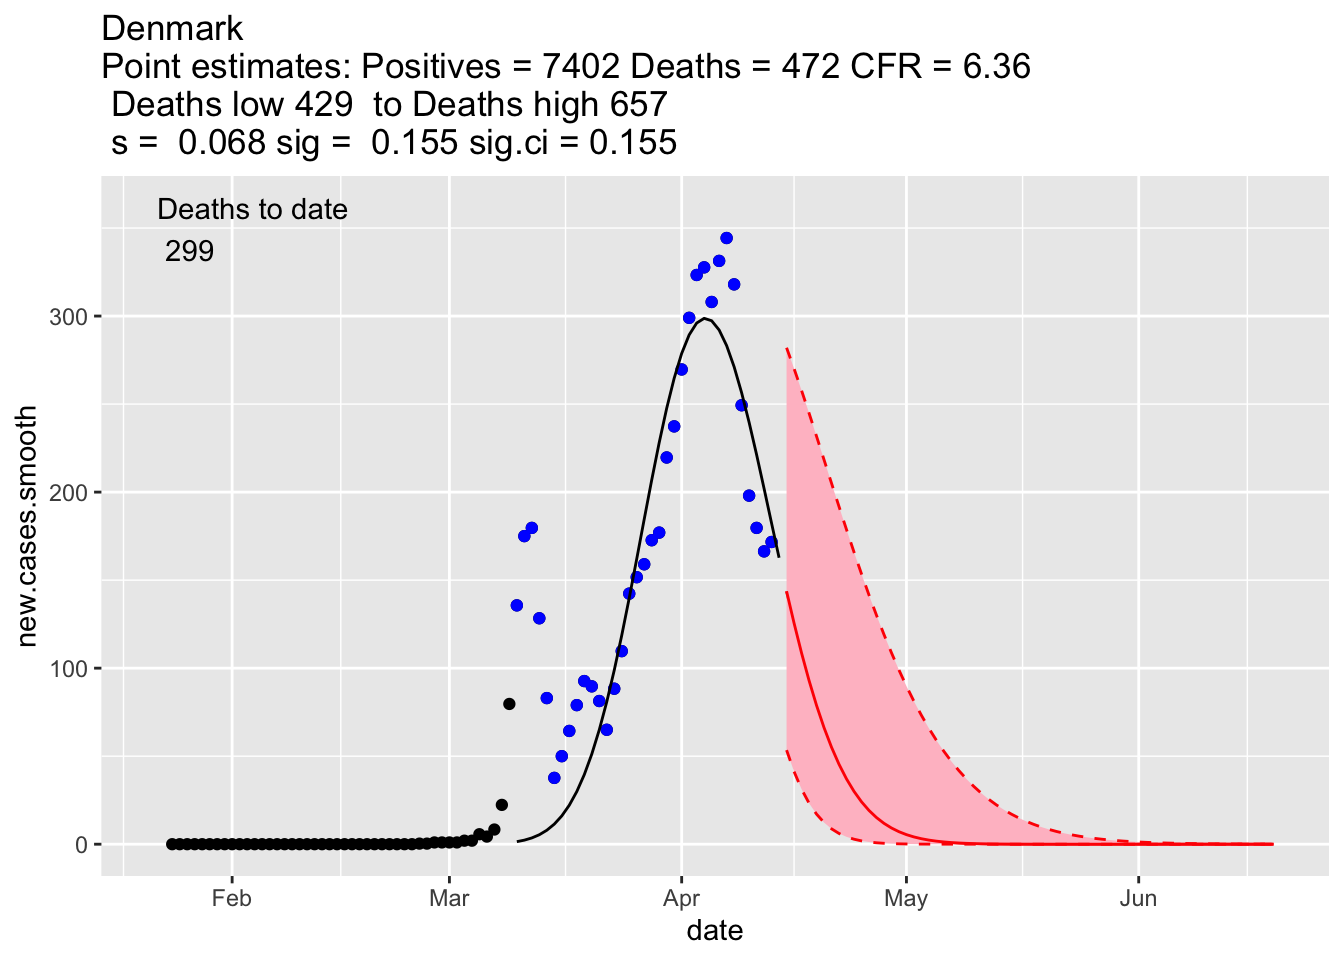 Denmark
Point estimates: Positives = 7402 Deaths = 472 CFR = 6.36
Deaths low 429  to Deaths high 657
s =  0.068 sig =  0.155 sig.ci = 0.155
Deaths to date
299
new.cases.smooth
300
200
100
0
Feb Mar Apr May Jun
date